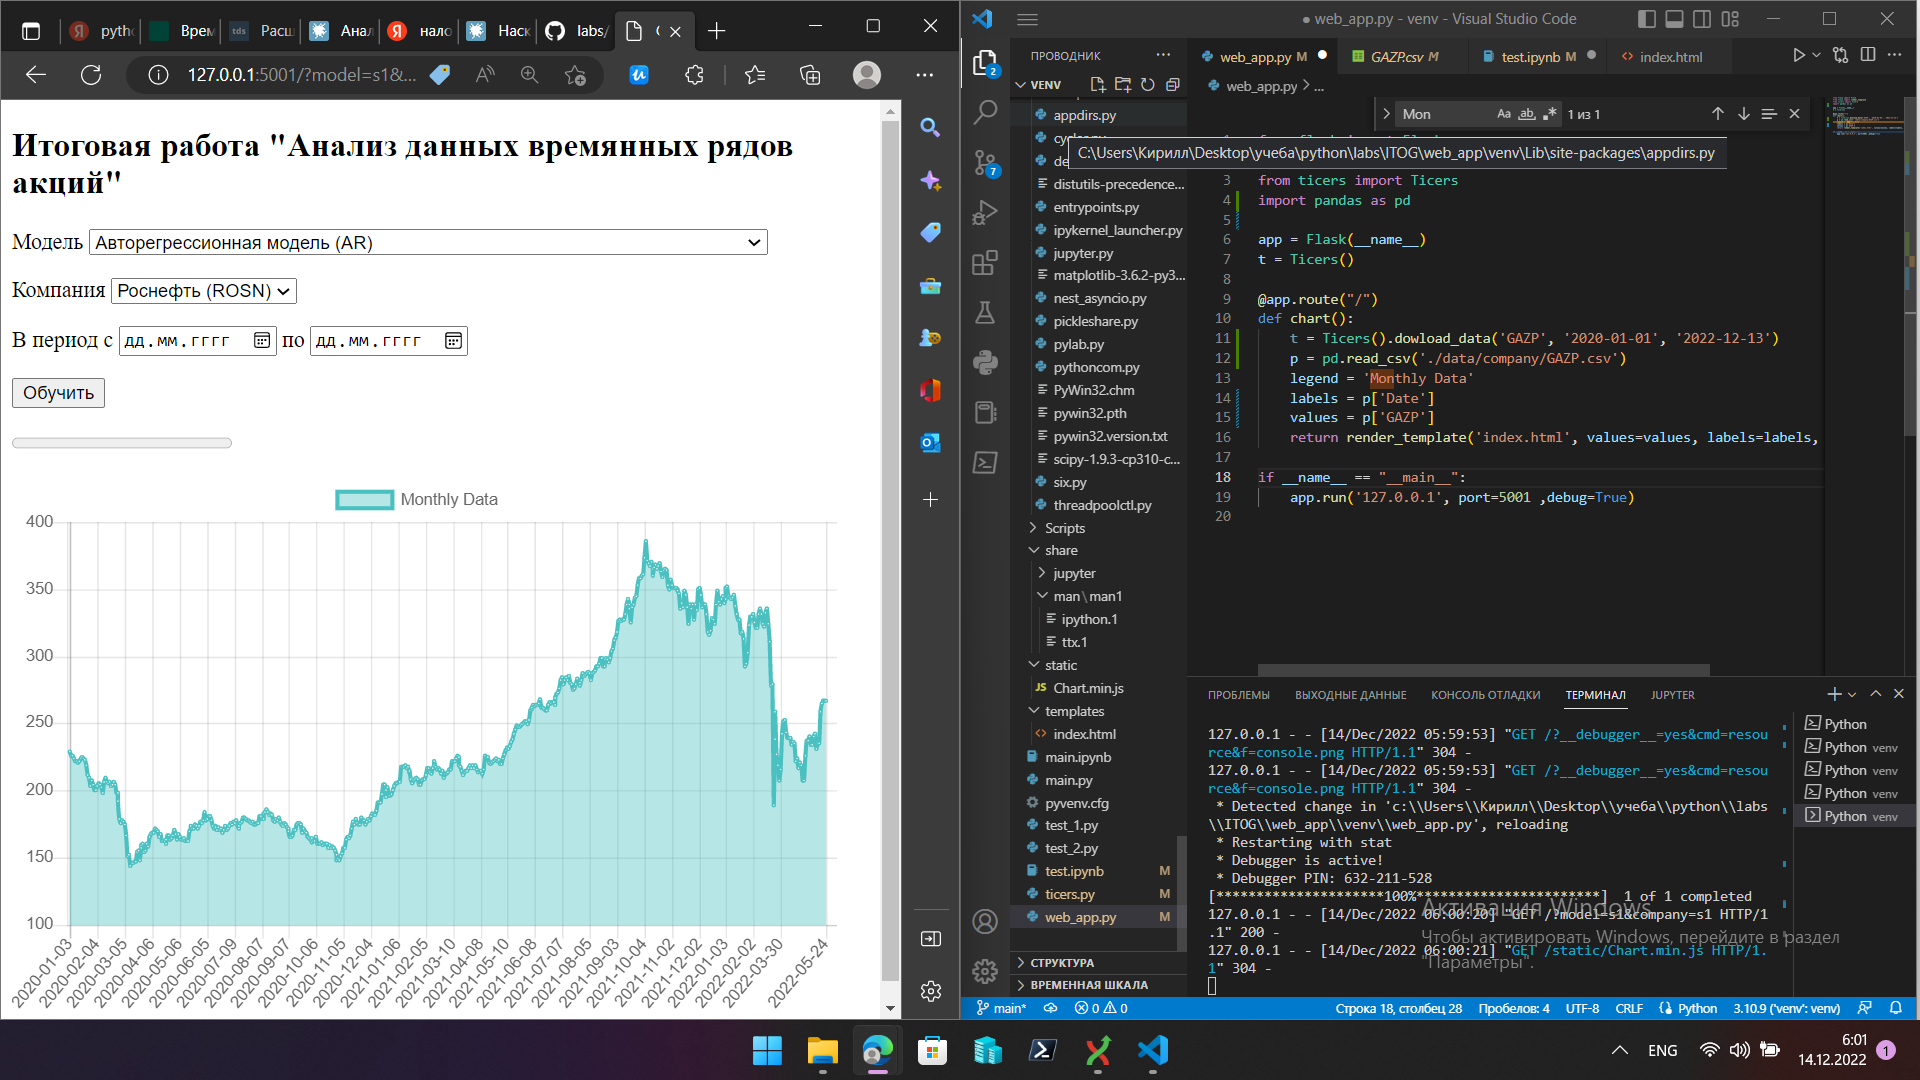 pytho
Врем
tds
Расш
Анал
нало
Наск
labs/
127.0.0.1:5001/?model=s1&...
Итоговая работа "Анализ данных времянных рядов
акций"
Модель Авторегрессионная модель (AR)
Компания Роснефть (ROSN)
В период с дд.мм.гггг по дд.мм.гггг
Обучить
Monthly Data
400
350
300
250
200
150
100
2020-01-03
2020-02-04
2020-03-05
2020-04-06
2020-05-06
2020-06-05
2020-07-09
2020-08-07
2020-09-07
2020-10-06
2020-11-05
2020-12-04
2021-01-06
2021-02-05
2021-03-10
2021-04-08
2021-05-10
2021-06-08
2021-07-07
2021-08-05
2021-09-03
2021-10-04
2021-11-02
2021-12-02
2022-01-03
2022-02-02
2022-03-30
2022-05-24
● web_app.py - venv - Visual Studio Code
2
7
ПРОВОДНИК
VENV
appdirs.py
distutils-precedence...
entrypoints.py
ipykernel_launcher.py
jupyter.py
matplotlib-3.6.2-py3...
nest_asyncio.py
pickleshare.py
pylab.py
pythoncom.py
PyWin32.chm
pywin32.pth
pywin32.version.txt
scipy-1.9.3-cp310-c...
six.py
threadpoolctl.py
Scripts
share
jupyter
man\man1
ipython.1
ttx.1
static
JS Chart.min.js
templates
index.html
main.ipynb
main.py
pyvenv.cfg
test_1.py
test_2.py
test.ipynb M
ticers.py M
web_app.py M
СТРУКТУРА
ВРЕМЕННАЯ ШКАЛА
web_app.py M
GAZP.csv M
test.ipynb M
index.html
web_app.py > ...
Mon
Aa
ab
1 из 1
C:\Users\Кирилл\Desktop\учеба\python\labs\ITOG\web_app\venv\Lib\site-packages\appdirs.py
3 from ticers import Ticers
4 import pandas as pd
5
6 app = Flask(__name__)
7 t = Ticers()
8
9 @app.route("/")
10 def chart():
11 t = Ticers().dowload_data('GAZP', '2020-01-01', '2022-12-13')
12 p = pd.read_csv('./data/company/GAZP.csv')
13 legend = 'Monthly Data'
14 labels = p['Date']
15 values = p['GAZP']
16 return render_template('index.html', values=values, labels=labels,
17
18 if __name__ == "__main__":
19 app.run('127.0.0.1', port=5001 ,debug=True)
20
ПРОБЛЕМЫ
ВЫХОДНЫЕ ДАННЫЕ
КОНСОЛЬ ОТЛАДКИ
ТЕРМИНАЛ
JUPYTER
127.0.0.1 - - [14/Dec/2022 05:59:53] "GET /?__debugger__=yes&cmd=resou
rce&f=console.png HTTP/1.1" 304 -
127.0.0.1 - - [14/Dec/2022 05:59:53] "GET /?__debugger__=yes&cmd=resou
rce&f=console.png HTTP/1.1" 304 -
* Detected change in 'c:\\Users\\Кирилл\\Desktop\\учеба\\python\\labs
\\ITOG\\web_app\\venv\\web_app.py', reloading
* Restarting with stat
* Debugger is active!
* Debugger PIN: 632-211-528
[*********************100%***********************]  1 of 1 completed
127.0.0.1 - - [14/Dec/2022 06:00:20] "GET /?model=s1&company=s1 HTTP/1
.1" 200 -
127.0.0.1 - - [14/Dec/2022 06:00:21] "GET /static/Chart.min.js HTTP/1.
1" 304 -
Python
Python venv
Python venv
Python venv
Python venv
Активация Windows
Чтобы активировать Windows, перейдите в раздел
"Параметры".
main*
0
0
Строка 18, столбец 28
Пробелов: 4
UTF-8
CRLF
Python
3.10.9 ('venv': venv)
ENG
6:01
14.12.2022
1